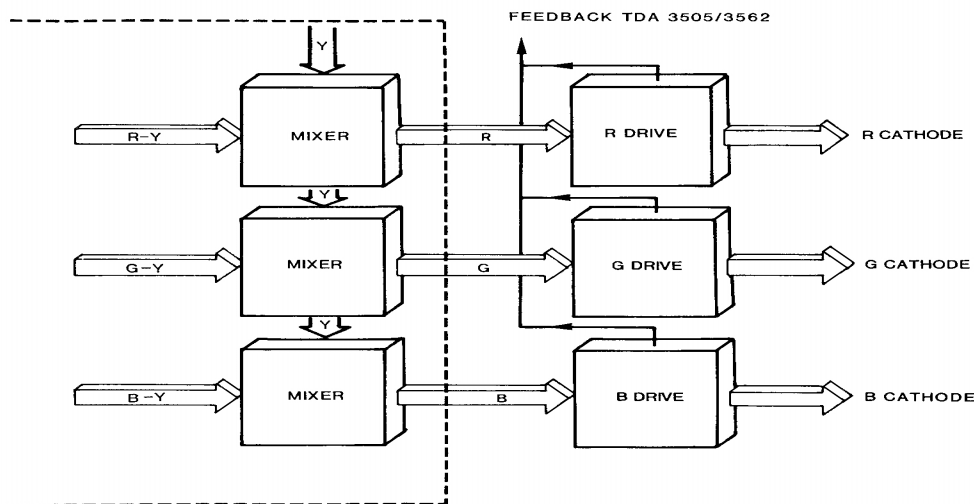 FEEDBACK TDA 3505/3562
Y
R-Y
MIXER
R
R DRIVE
R CATHODE
Y
G-Y
MIXER
G
G DRIVE
G CATHODE
Y
B-Y
MIXER
B
B DRIVE
B CATHODE